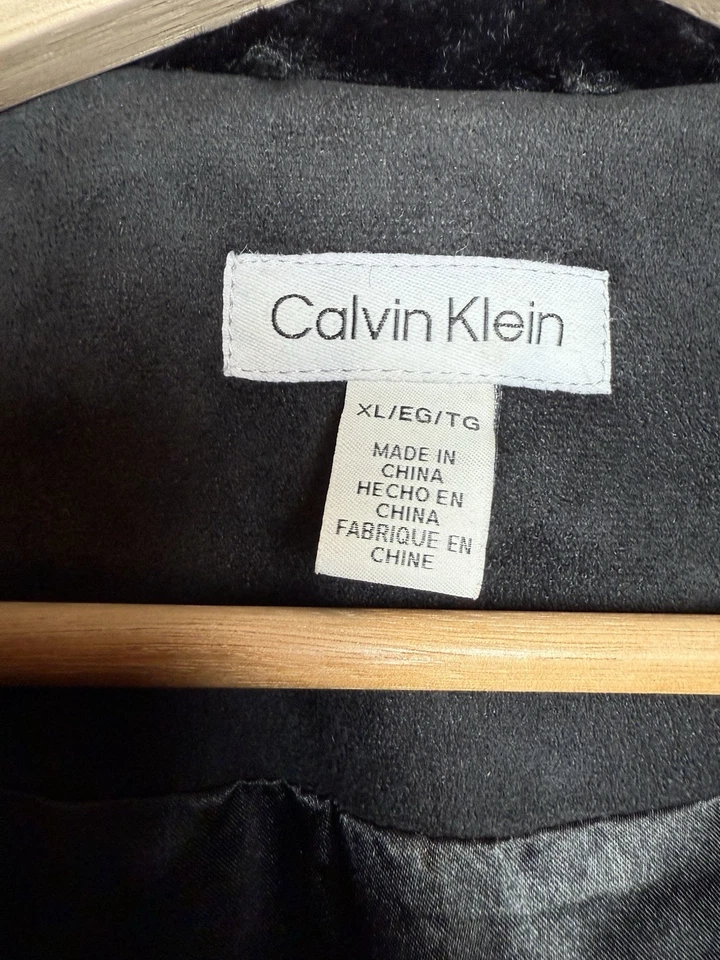 Calvin Klein
XL/EG/TG
MADE IN
CHINA
HECHO EN
CHINA
FABRIQUE EN
CHINE